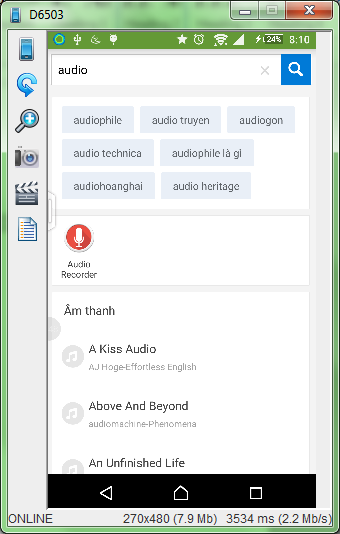 D6503
24%
8:10
audio
audiophile
audio truyen
audiogon
audio technica
audiophile là gì
audiohoanghai
audio heritage
Audio
Recorder
Âm thanh
A Kiss Audio
AJ Hoge-Effortless English
Above And Beyond
audiomachine-Phenomena
An Unfinished Life
ONLINE 270x480 (7.9 Mb) 3534 ms (2.2 Mb/s)